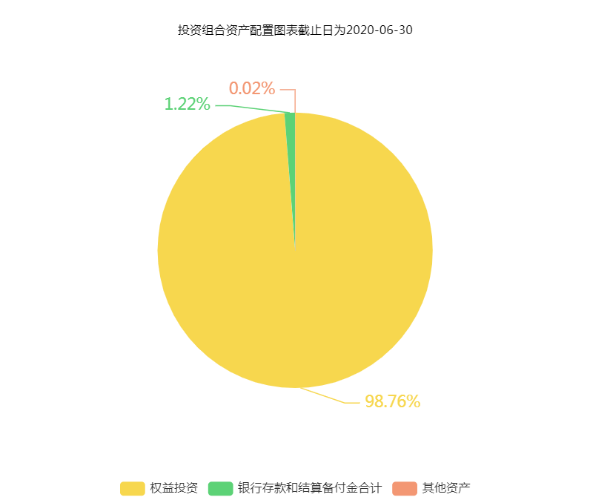 投资组合资产配置图表截止日为2020-06-30
0.02%
1.22%
98.76%
权益投资 银行存款和结算备付金合计 其他资产